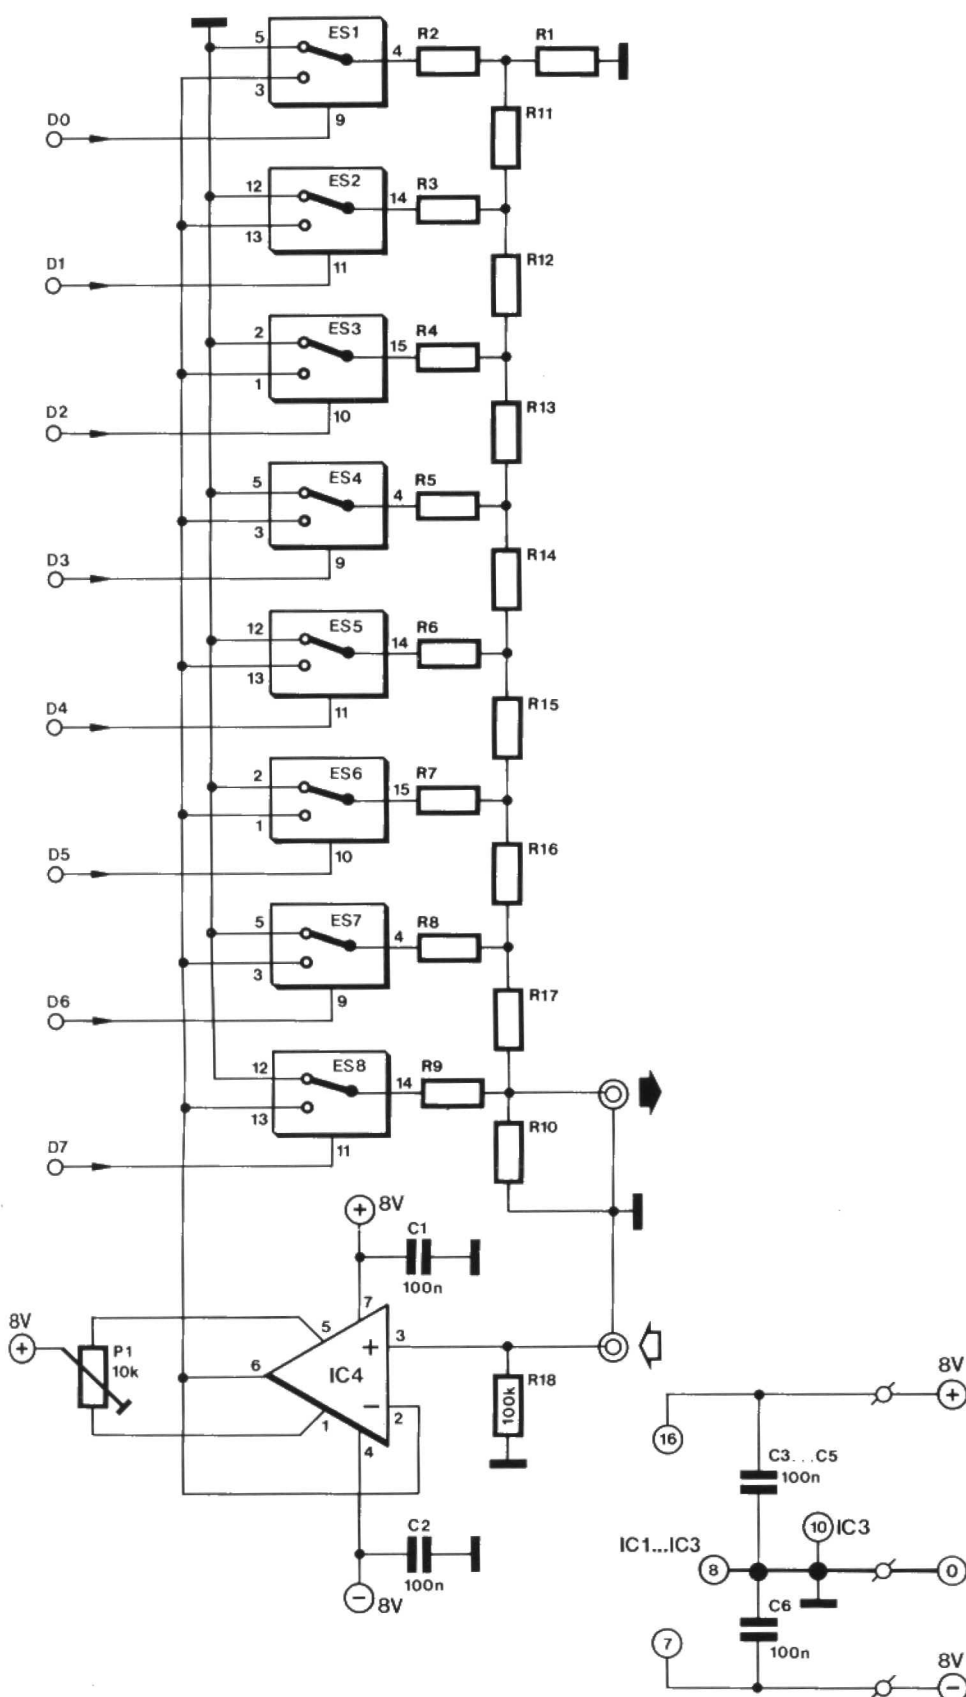 ES1
5
4
3
9
R2
R1
R11
D0
ES2
12
14
13
11
R3
R12
D1
ES3
2
15
1
10
R4
R13
D2
ES4
5
4
3
9
R5
R14
D3
ES5
12
14
13
11
R6
R15
D4
ES6
2
15
1
10
R7
R16
D5
ES7
5
4
3
9
R8
R17
D6
ES8
12
14
13
11
R9
R10
D7
+ 8V
C1
100n
7
8V
+
P1
10k
5
6
+
3
IC4
−
2
1
4
R18
100k
C2
100n
− 8V
8V
+
16
C3...C5
100n
10 IC3
IC1...IC3
8
0
C6
100n
7
8V
−